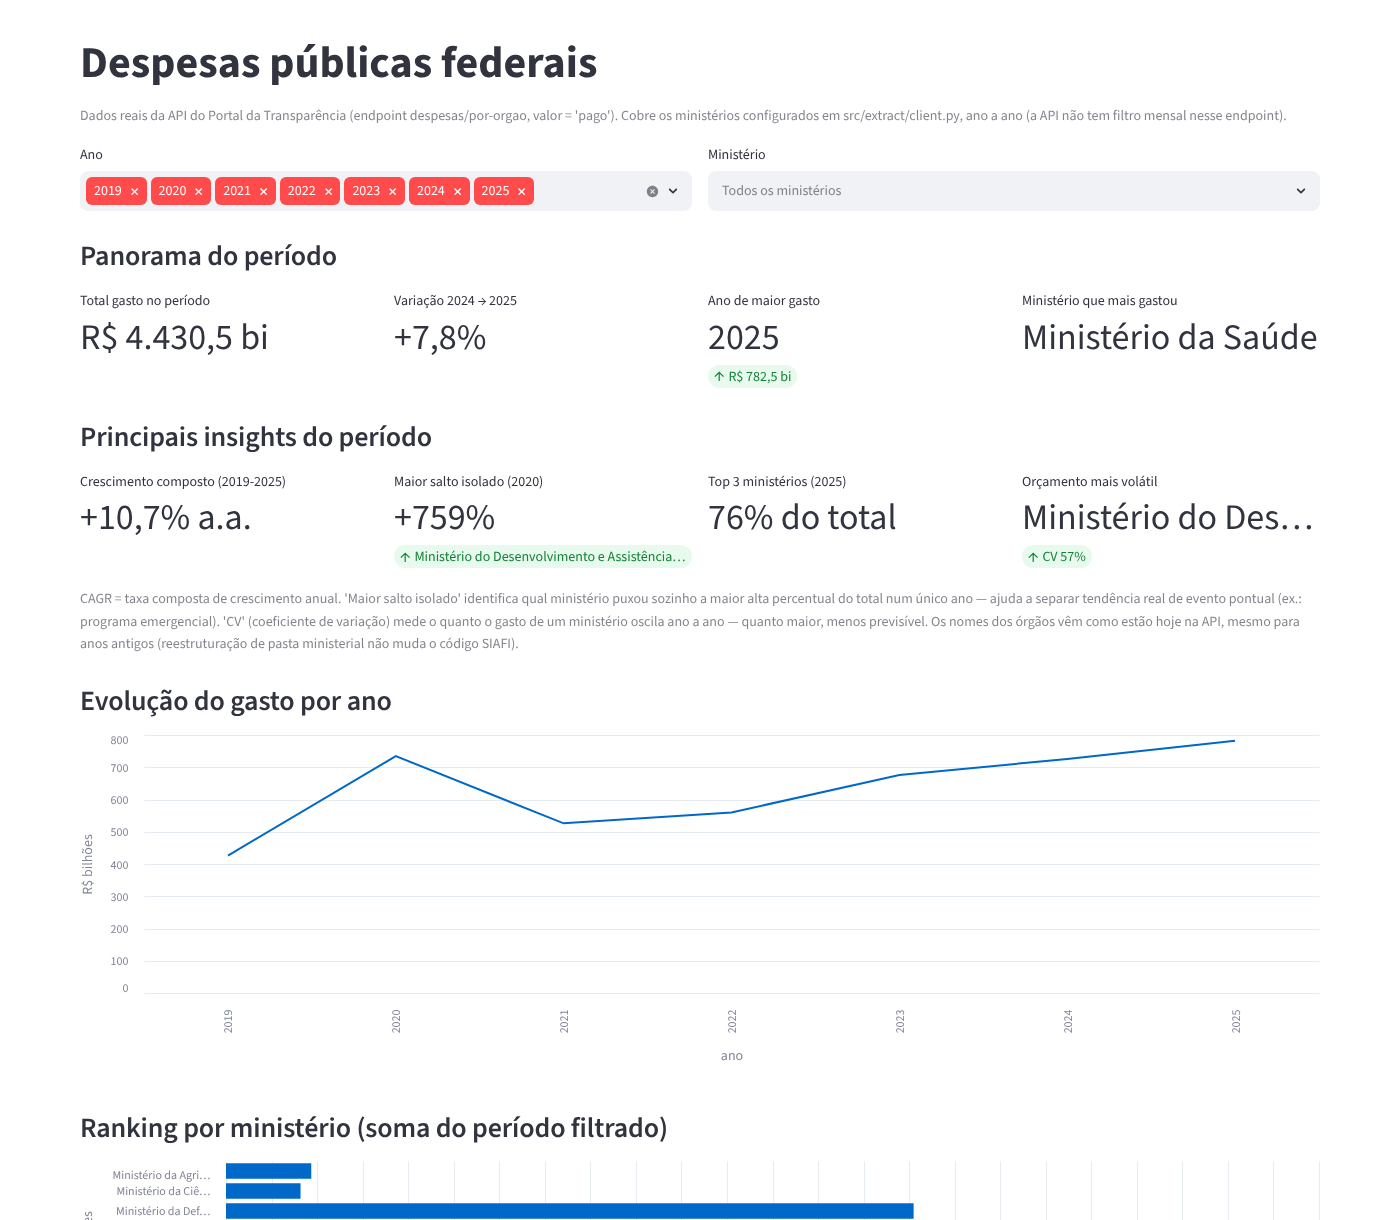 Despesas públicas federais
Dados reais da API do Portal da Transparência (endpoint despesas/por-orgao, valor = 'pago'). Cobre os ministérios configurados em src/extract/client.py, ano a ano (a API não tem filtro mensal nesse endpoint).
Ano
2019 × 2020 × 2021 × 2022 × 2023 × 2024 × 2025 ×
Ministério
Todos os ministérios
Panorama do período
Total gasto no período
R$ 4.430,5 bi
Variação 2024 → 2025
+7,8%
Ano de maior gasto
2025
↑ R$ 782,5 bi
Ministério que mais gastou
Ministério da Saúde
Principais insights do período
Crescimento composto (2019-2025)
+10,7% a.a.
Maior salto isolado (2020)
+759%
↑ Ministério do Desenvolvimento e Assistência…
Top 3 ministérios (2025)
76% do total
Orçamento mais volátil
Ministério do Des…
↑ CV 57%
CAGR = taxa composta de crescimento anual. 'Maior salto isolado' identifica qual ministério puxou sozinho a maior alta percentual do total num único ano — ajuda a separar tendência real de evento pontual (ex.:
programa emergencial). 'CV' (coeficiente de variação) mede o quanto o gasto de um ministério oscila ano a ano — quanto maior, menos previsível. Os nomes dos órgãos vêm como estão hoje na API, mesmo para
anos antigos (reestruturação de pasta ministerial não muda o código SIAFI).
Evolução do gasto por ano
R$ bilhões
800
700
600
500
400
300
200
100
0
2019 2020 2021 2022 2023 2024 2025
ano
Ranking por ministério (soma do período filtrado)
Ministério da Agri…
Ministério da Ciê…
Ministério da Def…